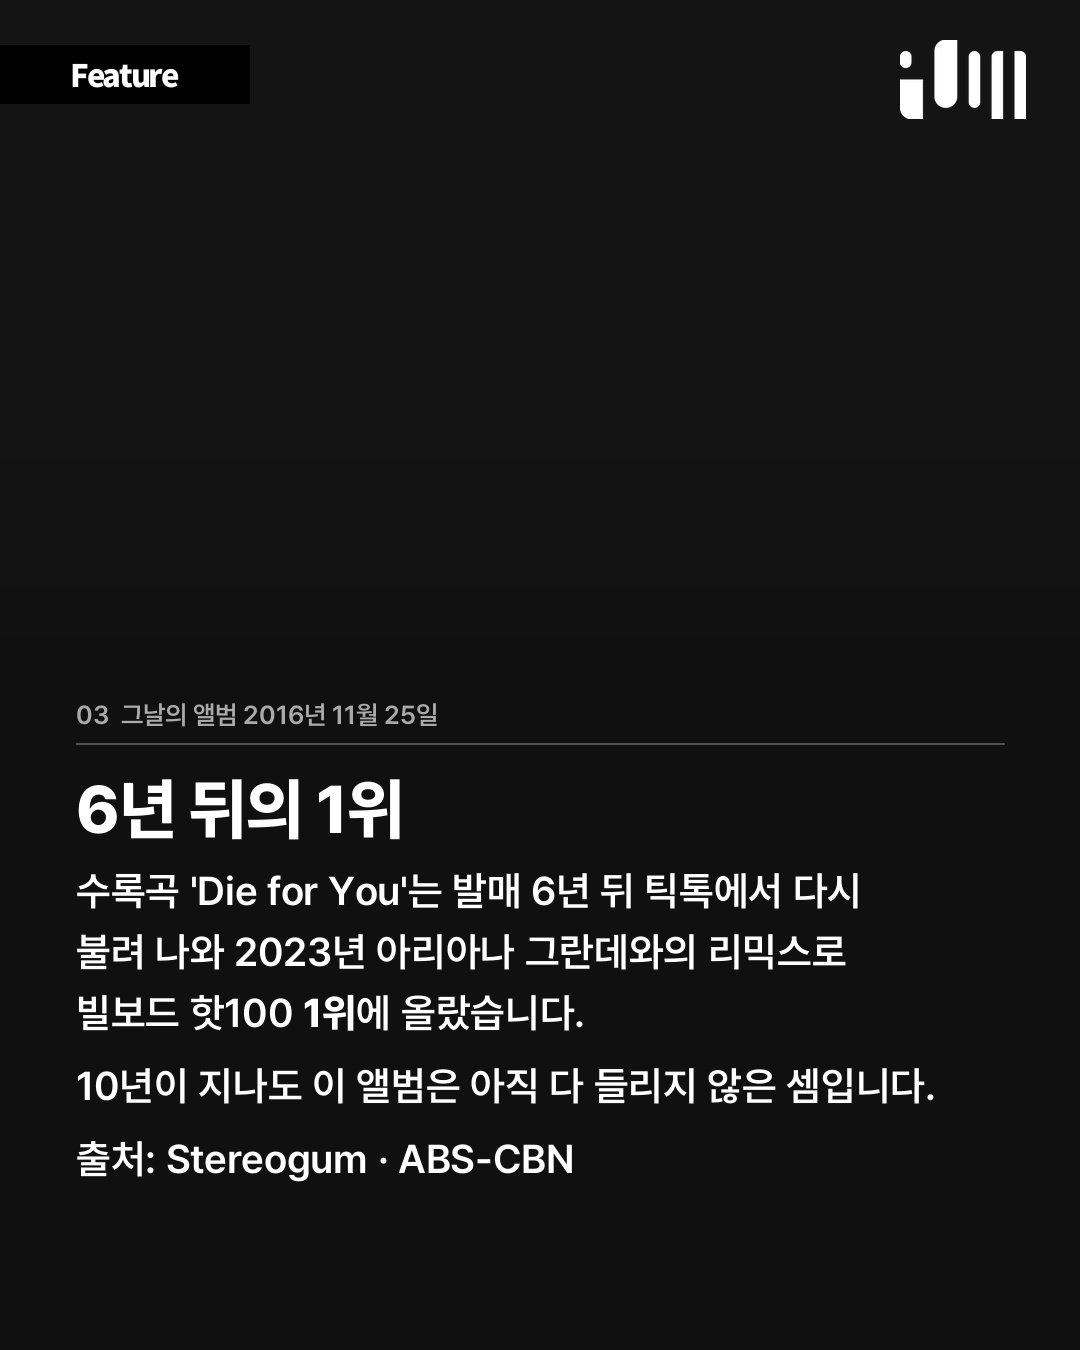 Feature
03 그날의 앨범 2016년 11월 25일
6년 뒤의 1위
수록곡 'Die for You'는 발매 6년 뒤 틱톡에서 다시
불려 나와 2023년 아리아나 그란데와의 리믹스로
빌보드 핫100 1위에 올랐습니다.
10년이 지나도 이 앨범은 아직 다 들리지 않은 셈입니다.
출처: Stereogum · ABS-CBN